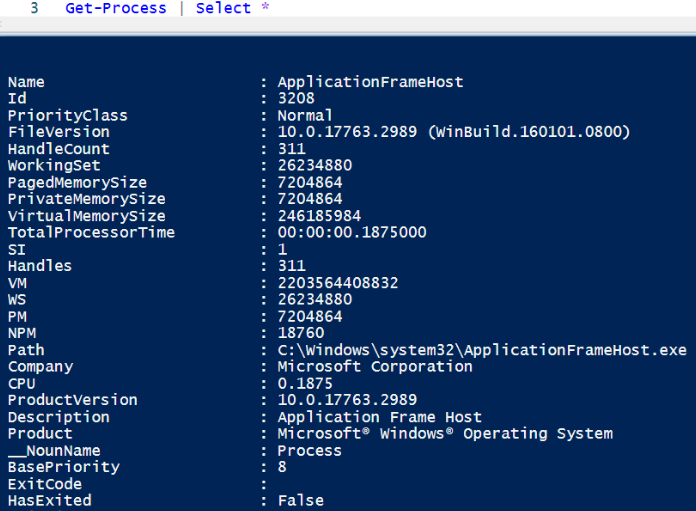 3 Get-Process | Select *
Name : ApplicationFrameHost
Id : 3208
PriorityClass : Normal
FileVersion : 10.0.17763.2989 (WinBuild.160101.0800)
HandleCount : 311
WorkingSet : 26234880
PagedMemorySize : 7204864
PrivateMemorySize : 7204864
VirtualMemorySize : 246185984
TotalProcessorTime : 00:00:00.1875000
SI : 1
Handles : 311
VM : 2203564408832
WS : 26234880
PM : 7204864
NPM : 18760
Path : C:\Windows\system32\ApplicationFrameHost.exe
Company : Microsoft Corporation
CPU : 0.1875
ProductVersion : 10.0.17763.2989
Description : Application Frame Host
Product : Microsoft® Windows® Operating System
__NounName : Process
BasePriority : 8
ExitCode :
HasExited : False